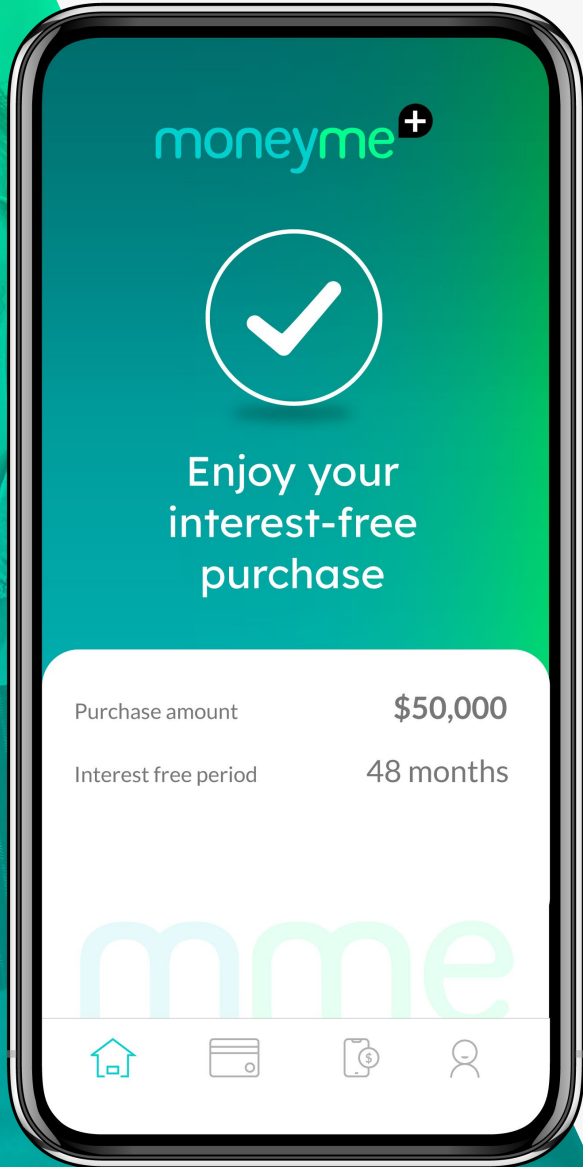 moneyme+
Enjoy your
interest-free
purchase
Purchase amount $50,000
Interest free period 48 months
mme
$